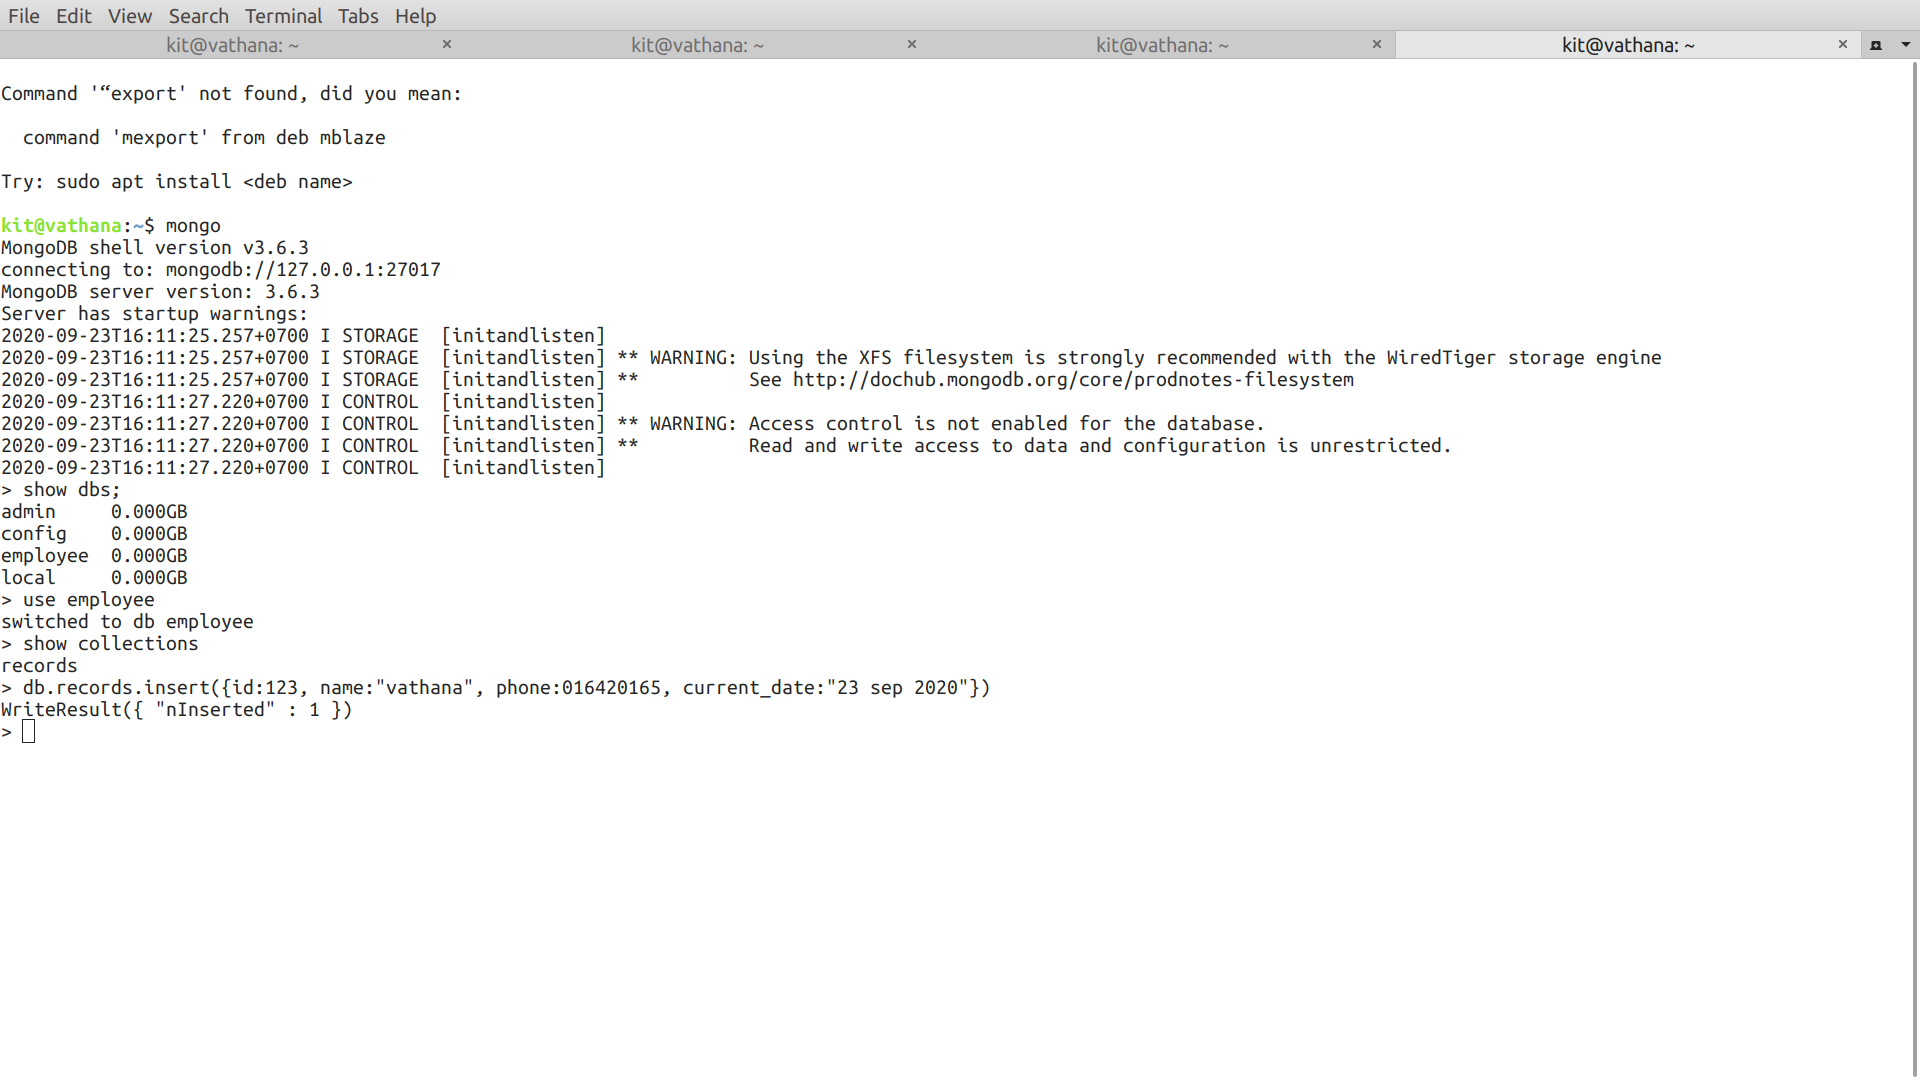 File Edit View Search Terminal Tabs Help
kit@vathana: ~ × kit@vathana: ~ × kit@vathana: ~ × kit@vathana: ~ ×
Command '“export' not found, did you mean:
command 'mexport' from deb mblaze
Try: sudo apt install <deb name>
kit@vathana:~$ mongo
MongoDB shell version v3.6.3
connecting to: mongodb://127.0.0.1:27017
MongoDB server version: 3.6.3
Server has startup warnings:
2020-09-23T16:11:25.257+0700 I STORAGE  [initandlisten]
2020-09-23T16:11:25.257+0700 I STORAGE  [initandlisten] ** WARNING: Using the XFS filesystem is strongly recommended with the WiredTiger storage engine
2020-09-23T16:11:25.257+0700 I STORAGE  [initandlisten] **          See http://dochub.mongodb.org/core/prodnotes-filesystem
2020-09-23T16:11:27.220+0700 I CONTROL  [initandlisten]
2020-09-23T16:11:27.220+0700 I CONTROL  [initandlisten] ** WARNING: Access control is not enabled for the database.
2020-09-23T16:11:27.220+0700 I CONTROL  [initandlisten] **          Read and write access to data and configuration is unrestricted.
2020-09-23T16:11:27.220+0700 I CONTROL  [initandlisten]
> show dbs;
admin     0.000GB
config    0.000GB
employee  0.000GB
local     0.000GB
> use employee
switched to db employee
> show collections
records
> db.records.insert({id:123, name:"vathana", phone:016420165, current_date:"23 sep 2020"})
WriteResult({ "nInserted" : 1 })
>